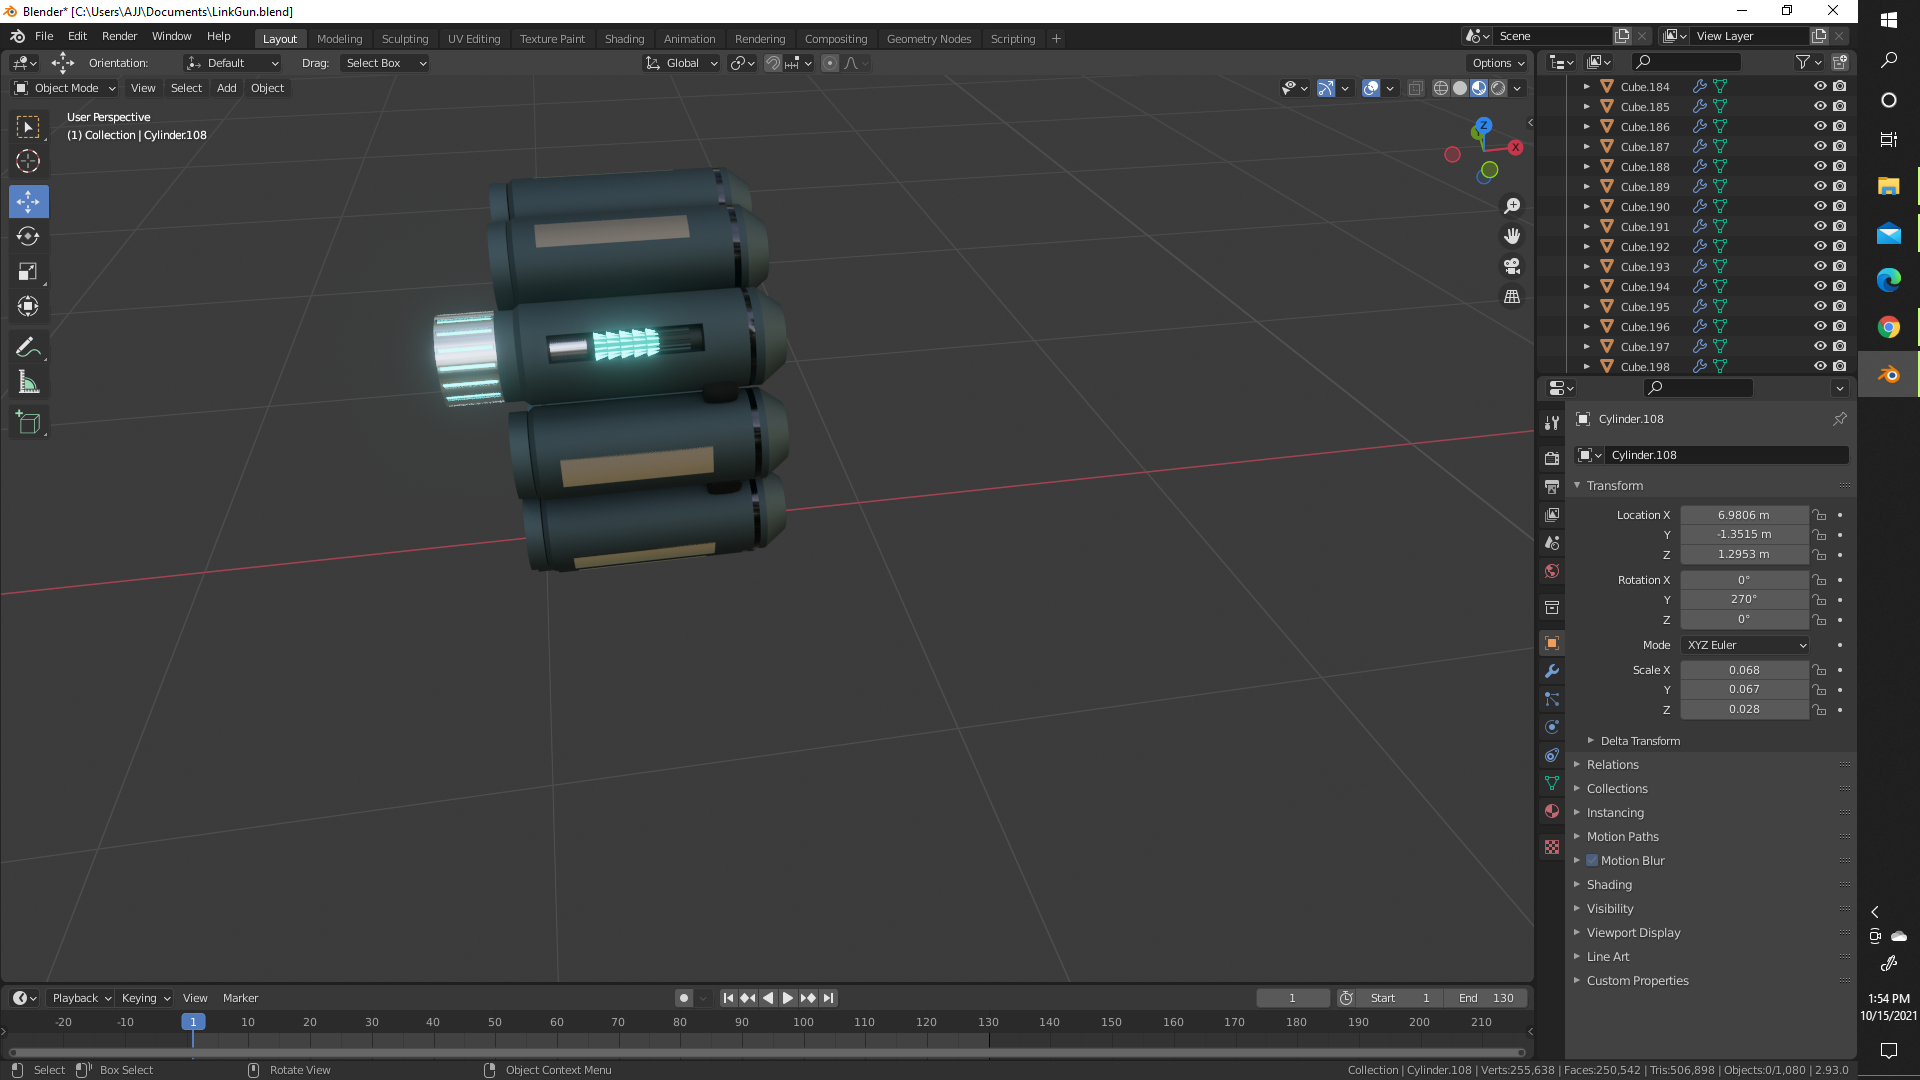 Blender* [C:\Users\AJJ\Documents\LinkGun.blend]
File Edit Render Window Help Layout Modeling Sculpting UV Editing Texture Paint Shading Animation Rendering Compositing Geometry Nodes Scripting + Scene View Layer
Orientation: Default Drag: Select Box Global Options
Object Mode View Select Add Object
User Perspective
(1) Collection | Cylinder.108
Z
X
Cube.184
Cube.185
Cube.186
Cube.187
Cube.188
Cube.189
Cube.190
Cube.191
Cube.192
Cube.193
Cube.194
Cube.195
Cube.196
Cube.197
Cube.198
Cylinder.108
Cylinder.108
Transform
Location X 6.9806 m
Y -1.3515 m
Z 1.2953 m
Rotation X 0°
Y 270°
Z 0°
Mode XYZ Euler
Scale X 0.068
Y 0.067
Z 0.028
Delta Transform
Relations
Collections
Instancing
Motion Paths
Motion Blur
Shading
Visibility
Viewport Display
Line Art
Custom Properties
Playback Keying View Marker 1 Start 1 End 130
-20 -10 1 10 20 30 40 50 60 70 80 90 100 110 120 130 140 150 160 170 180 190 200 210
Select Box Select Rotate View Object Context Menu Collection | Cylinder.108 | Verts:255,638 | Faces:250,542 | Tris:506,898 | Objects:0/1,080 | 2.93.0
1:54 PM
10/15/2021